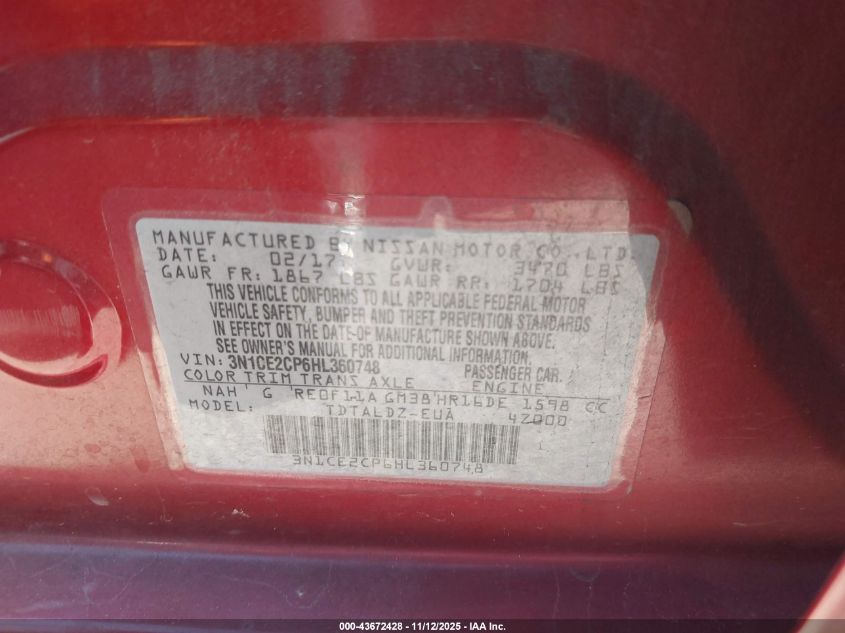 MANUFACTURED BY NISSAN MOTOR CO.,LTD.
DATE: 02/17 GVWR: 3470 LBS
GAWR FR: 1867 LBS GAWR RR: 1704 LBS
THIS VEHICLE CONFORMS TO ALL APPLICABLE FEDERAL MOTOR
VEHICLE SAFETY, BUMPER AND THEFT PREVENTION STANDARDS
IN EFFECT ON THE DATE OF MANUFACTURE SHOWN ABOVE.
SEE OWNER'S MANUAL FOR ADDITIONAL INFORMATION.
VIN: 3N1CE2CP6HL360748 PASSENGER CAR
COLOR TRIM TRANS AXLE ENGINE
NAH G RE0F11A GM38 HR16DE 1598 CC
MODEL: TDTALDZ-EUA 4Z000
3N1CE2CP6HL360748
000-43672428 - 11/12/2025 - IAA Inc.